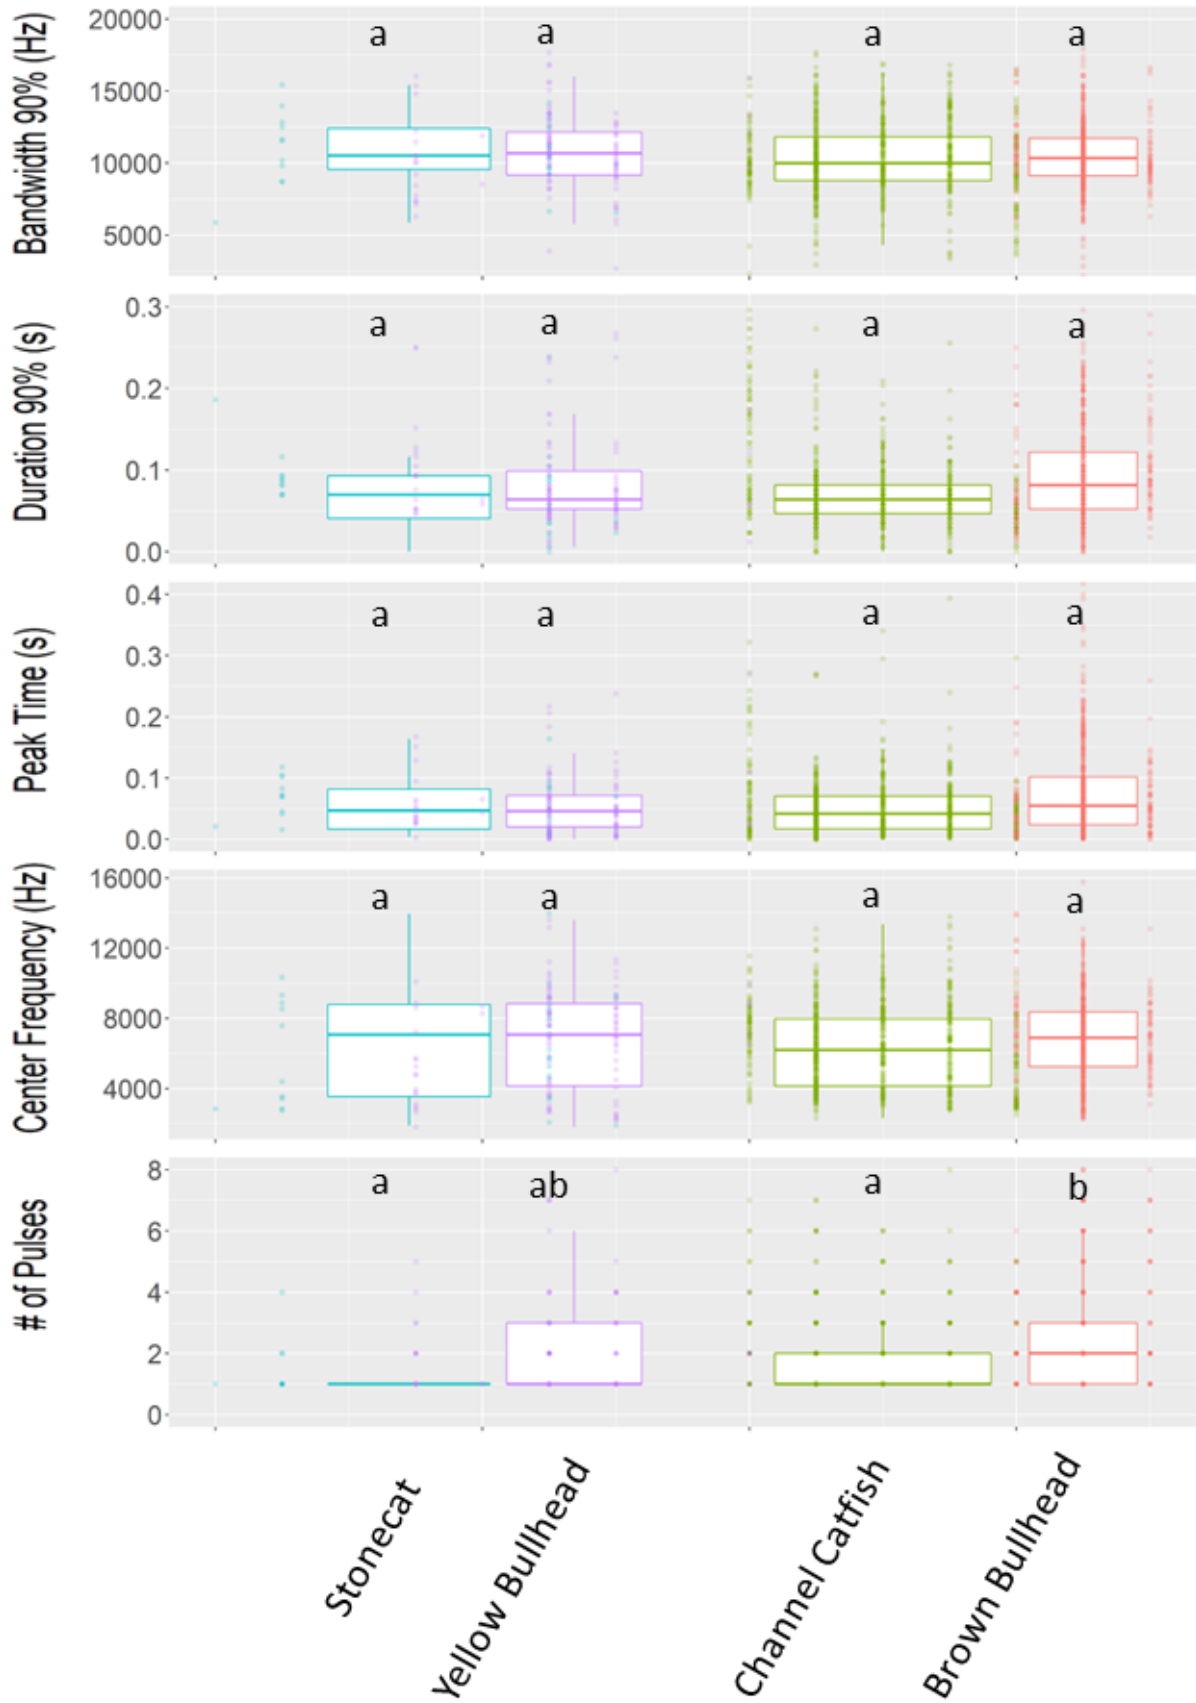 Bandwidth 90% (Hz)
20000
15000
10000
5000
a a a a
Duration 90% (s)
0.3
0.2
0.1
0.0
a a a a
Peak Time (s)
0.4
0.3
0.2
0.1
0.0
a a a a
Center Frequency (Hz)
16000
12000
8000
4000
a a a a
# of Pulses
8
6
4
2
0
a ab a b
Stonecat
Yellow Bullhead
Channel Catfish
Brown Bullhead